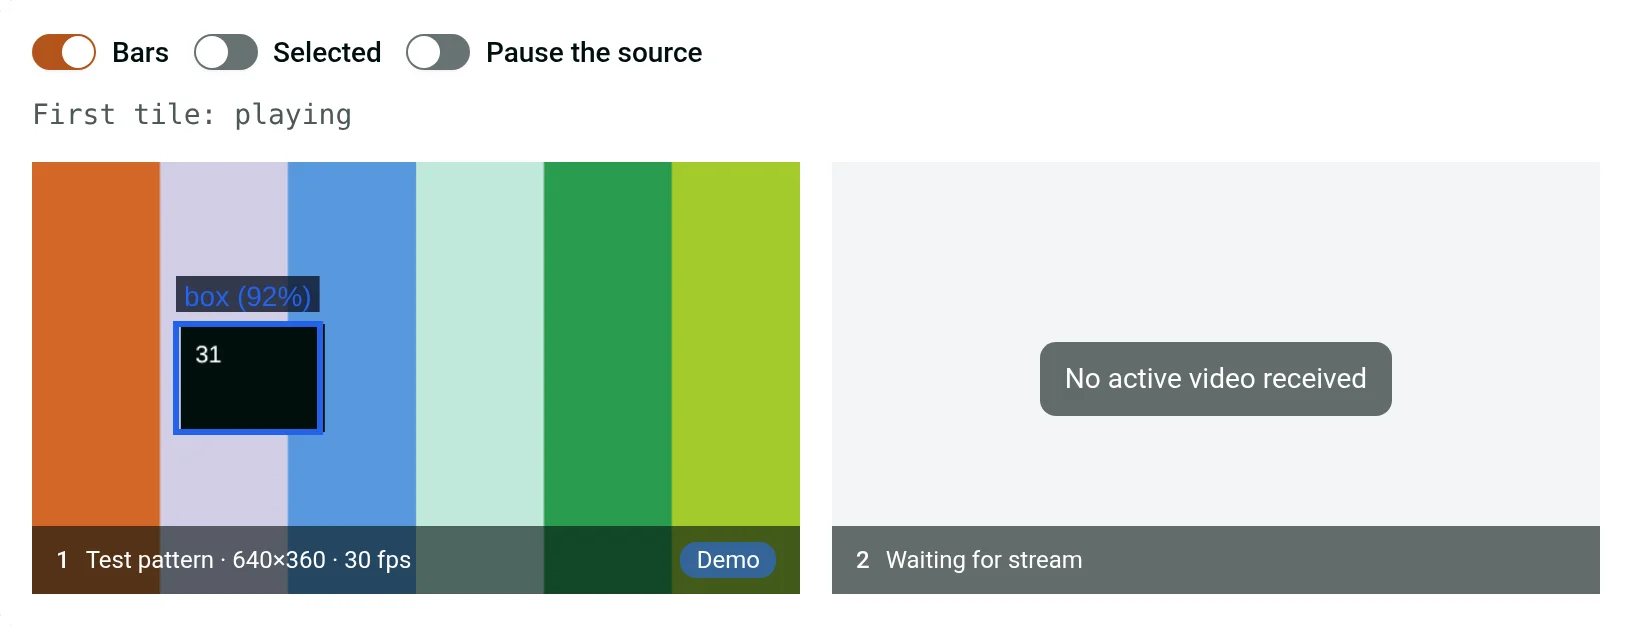 Bars Selected Pause the source
First tile: playing
box (92%)
31
No active video received
1 Test pattern · 640×360 · 30 fps Demo
2 Waiting for stream